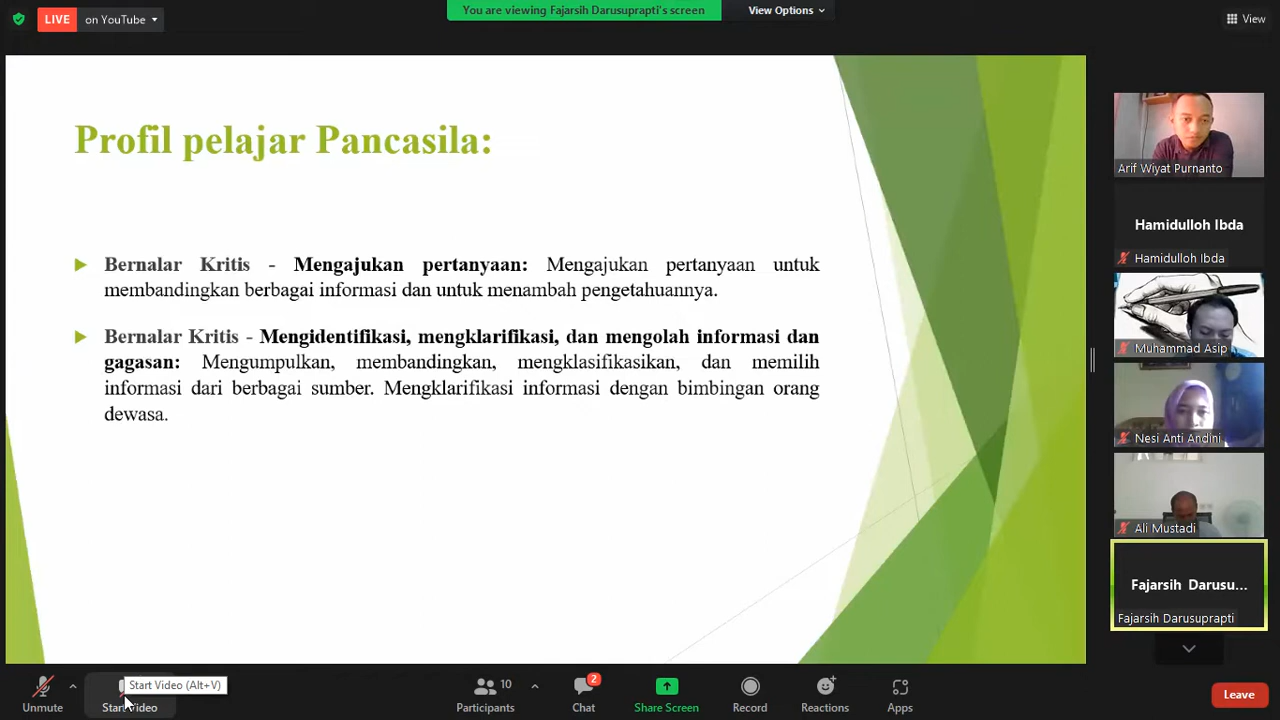 LIVE on YouTube
You are viewing Fajarsih Darusuprapti's screen
View Options
View
Profil pelajar Pancasila:
Bernalar Kritis - Mengajukan pertanyaan: Mengajukan pertanyaan untuk
membandingkan berbagai informasi dan untuk menambah pengetahuannya.
Bernalar Kritis - Mengidentifikasi, mengklarifikasi, dan mengolah informasi dan
gagasan: Mengumpulkan, membandingkan, mengklasifikasikan, dan memilih
informasi dari berbagai sumber. Mengklarifikasi informasi dengan bimbingan orang
dewasa.
Arif Wiyat Purnanto
Hamidulloh Ibda
Hamidulloh Ibda
Muhammad Asip
Nesi Anti Andini
Ali Mustadi
Fajarsih Darusu...
Fajarsih Darusuprapti
Start Video (Alt+V)
Unmute
Start Video
10
Participants
2
Chat
Share Screen
Record
Reactions
Apps
Leave